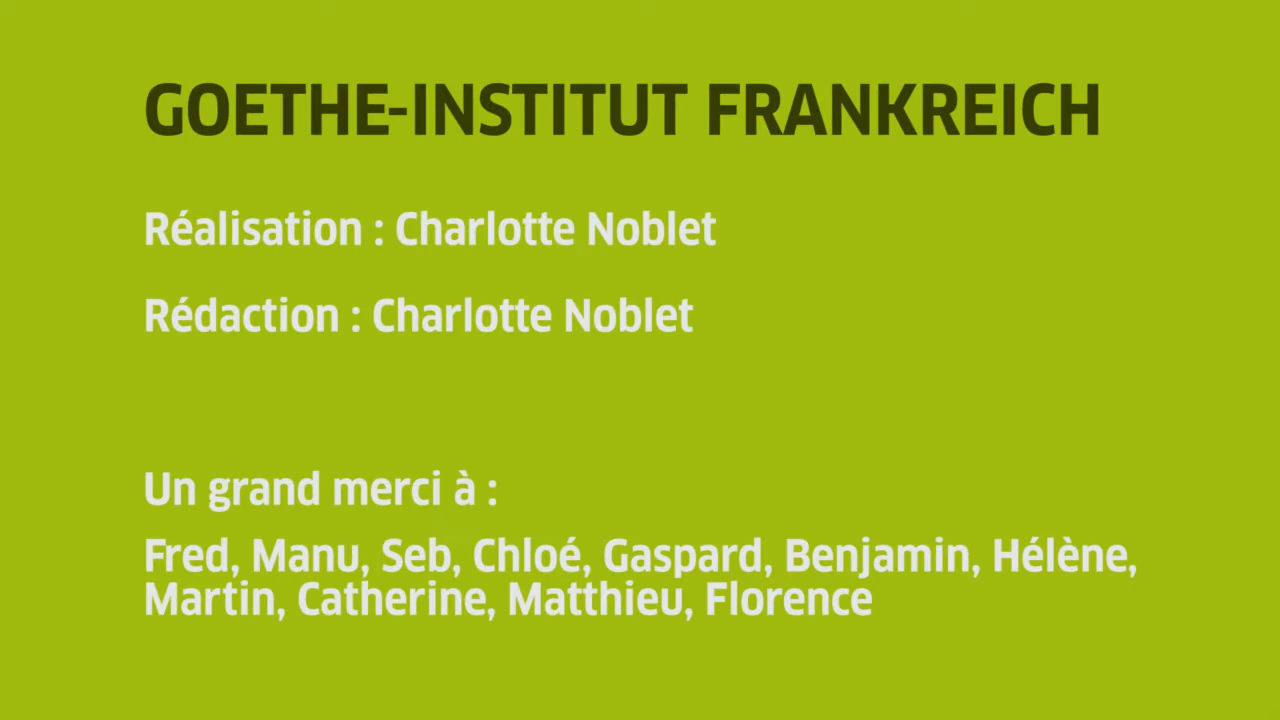 GOETHE-INSTITUT FRANKREICH
Réalisation : Charlotte Noblet
Rédaction : Charlotte Noblet
Un grand merci à :
Fred, Manu, Seb, Chloé, Gaspard, Benjamin, Hélène,
Martin, Catherine, Matthieu, Florence